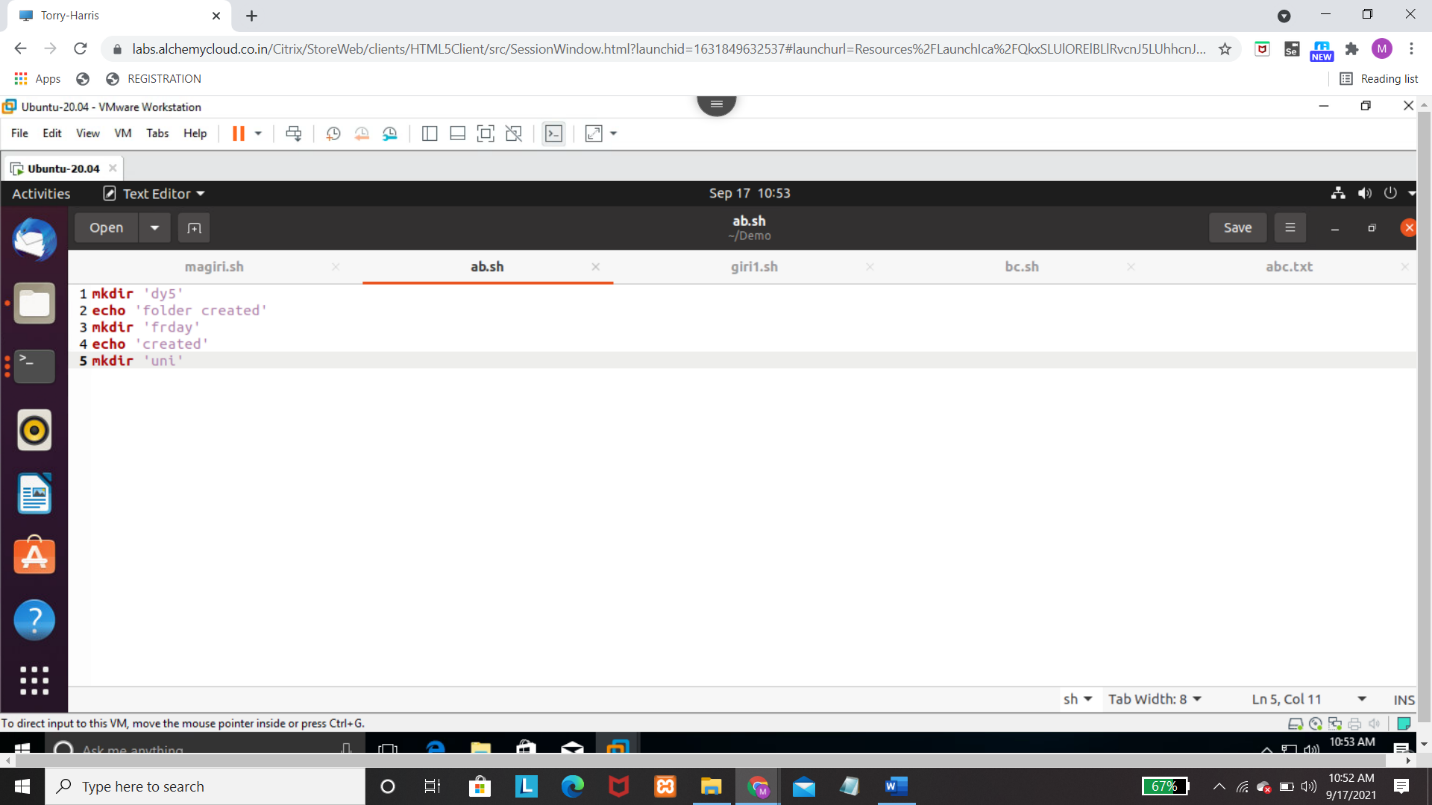 Torry-Harris
labs.alchemycloud.co.in/Citrix/StoreWeb/clients/HTML5Client/src/SessionWindow.html?launchid=1631849632537#launchurl=Resources%2FLaunchIca%2FQkxSLUlORElBLlRvcnJ5LUhhcnJ...
NEW
M
Apps REGISTRATION Reading list
Ubuntu-20.04 - VMware Workstation
File Edit View VM Tabs Help
Ubuntu-20.04
Activities Text Editor Sep 17 10:53
Open ab.sh Save
~/Demo
magiri.sh ab.sh giri1.sh bc.sh abc.txt
1 mkdir 'dy5'
2 echo 'folder created'
3 mkdir 'frday'
4 echo 'created'
5 mkdir 'uni'
sh Tab Width: 8 Ln 5, Col 11 INS
To direct input to this VM, move the mouse pointer inside or press Ctrl+G.
Ask me anything 10:53 AM
Type here to search 67% 10:52 AM
9/17/2021